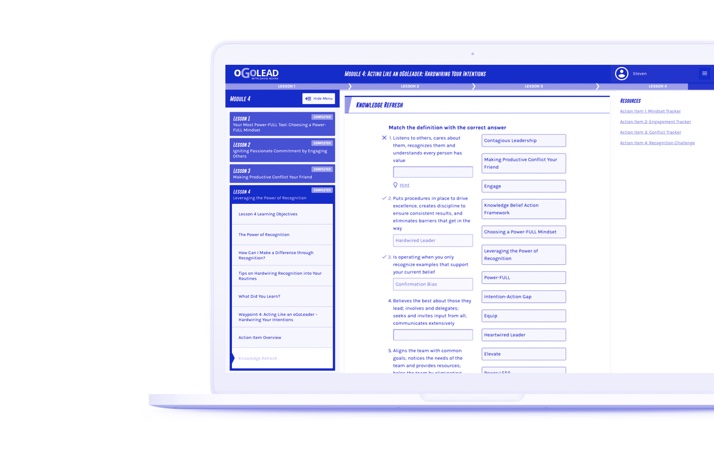 OGOLEAD
MODULE 4: ACTING LIKE AN OGOLEADER: HARDWIRING YOUR INTENTIONS
Eleven
LESSON 1
LESSON 2
LESSON 3
LESSON 4
MODULE 4
Hide Menu
LESSON 1
COMPLETED
Your Most Power-FULL Tool: Choosing a Power-
FULL Mindset
LESSON 2
COMPLETED
Igniting Passionate Commitment by Engaging
Others
LESSON 3
COMPLETED
Making Productive Conflict Your Friend
LESSON 4
COMPLETED
Leveraging the Power of Recognition
Lesson 4 Learning Objectives
The Power of Recognition
How Can I Make a Difference through
Recognition?
Tips on Hardwiring Recognition into Your
Routines
What Did You Learn?
Waypoint 4: Acting Like an oGoLeader -
Hardwiring Your Intentions
Action Item Overview
Knowledge Refresh
KNOWLEDGE REFRESH
Match the definition with the correct answer
1. Listens to others, cares about
them, recognizes them and
understands every person has
value
Hint
2. Puts procedures in place to drive
excellence, creates discipline to
ensure consistent results, and
eliminates barriers that get in the
way
Hardwired Leader
3. Is operating when you only
recognize examples that support
your current belief
Confirmation Bias
4. Believes the best about those they
lead; involves and delegates;
seeks and invites input from all;
communicates extensively
5. Aligns the team with common
goals, notices the needs of the
team and provides resources;
Contagious Leadership
Making Productive Conflict Your
Friend
Engage
Knowledge Belief Action
Framework
Choosing a Power-FULL Mindset
Leveraging the Power of
Recognition
Power-FULL
Intention-Action Gap
Equip
Heartwired Leader
Elevate
RESOURCES
Action Item 1: Mindset Tracker
Action Item 2: Engagement Tracker
Action Item 3: Conflict Tracker
Action Item 4: Recognition Challenge